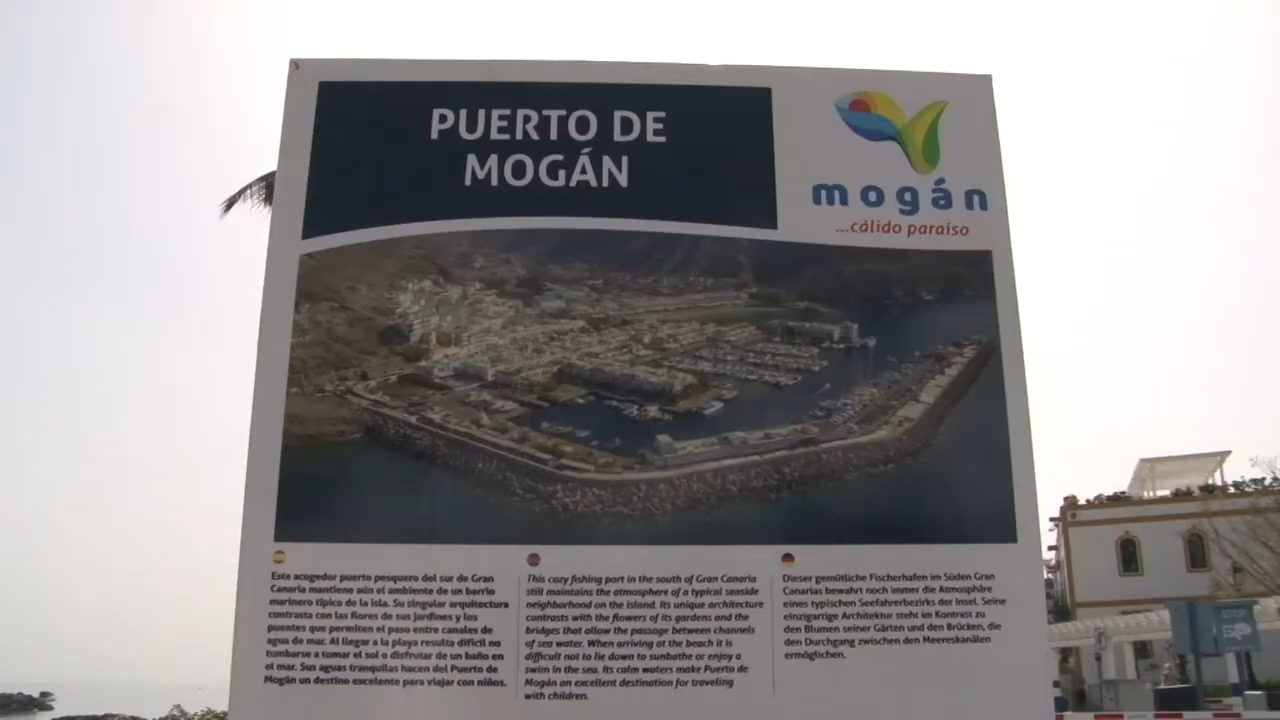 PUERTO DE
MOGÁN
mogán
...cálido paraíso
Este acogedor puerto pesquero del sur de Gran
Canaria mantiene aún el ambiente de un barrio
marinero típico de la isla. Su singular arquitectura
contrasta con las flores de sus jardines y los
puentes que permiten el paso entre canales de
agua de mar. Al llegar a la playa resulta difícil no
tumbarse a tomar el sol o disfrutar de un baño en
el mar. Sus aguas tranquilas hacen del Puerto de
Mogán un destino excelente para viajar con niños.
This cozy fishing port in the south of Gran Canaria
still maintains the atmosphere of a typical seaside
neighborhood on the island. Its unique architecture
contrasts with the flowers of its gardens and the
bridges that allow the passage between channels
of sea water. When arriving at the beach it is
difficult not to lie down to sunbathe or enjoy a
swim in the sea. Its calm waters make Puerto de
Mogán an excellent destination for traveling
with children.
Dieser gemütliche Fischerhafen im Süden Gran
Canarias bewahrt noch immer die Atmosphäre
eines typischen Seefahrerbezirks der Insel. Seine
einzigartige Architektur steht im Kontrast zu
den Blumen seiner Gärten und den Brücken, die
den Durchgang zwischen den Meereskanälen
ermöglichen.